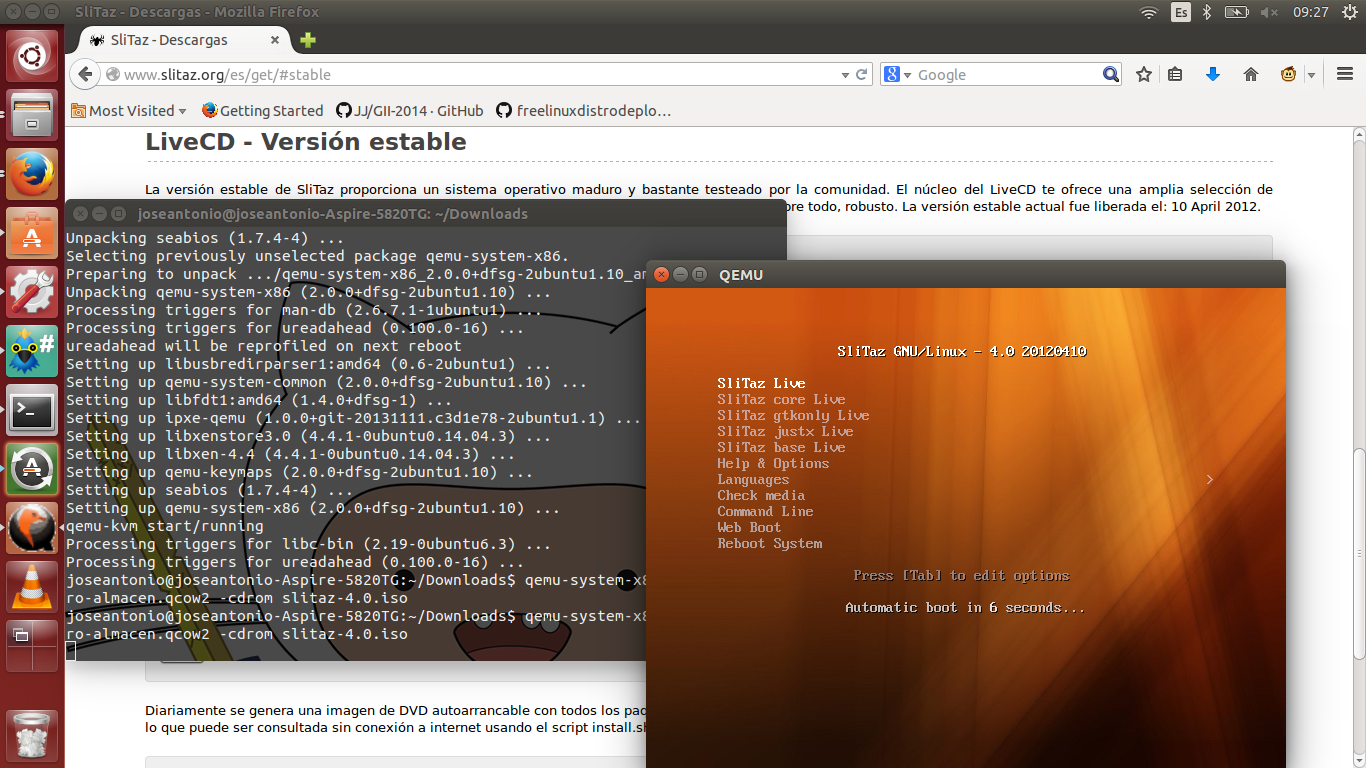 SliTaz - Descargas - Mozilla Firefox
Es
09:27
SliTaz - Descargas
www.slitaz.org/es/get/#stable
Google
Most Visited
Getting Started
JJ/GII-2014 · GitHub
freelinuxdistrodeplo...
LiveCD - Versión estable
La versión estable de SliTaz proporciona un sistema operativo maduro y bastante testeado por la comunidad. El núcleo del LiveCD te ofrece una amplia selección de
bre todo, robusto. La versión estable actual fue liberada el: 10 April 2012.
joseantonio@joseantonio-Aspire-5820TG: ~/Downloads
Unpacking seabios (1.7.4-4) ...
Selecting previously unselected package qemu-system-x86.
Preparing to unpack .../qemu-system-x86_2.0.0+dfsg-2ubuntu1.10_am
Unpacking qemu-system-x86 (2.0.0+dfsg-2ubuntu1.10) ...
Processing triggers for man-db (2.6.7.1-1ubuntu1) ...
Processing triggers for ureadahead (0.100.0-16) ...
ureadahead will be reprofiled on next reboot
Setting up libusbredirparser1:amd64 (0.6-2ubuntu1) ...
Setting up qemu-system-common (2.0.0+dfsg-2ubuntu1.10) ...
Setting up libfdt1:amd64 (1.4.0+dfsg-1) ...
Setting up ipxe-qemu (1.0.0+git-20131111.c3d1e78-2ubuntu1.1) ...
Setting up libxenstore3.0 (4.4.1-0ubuntu0.14.04.3) ...
Setting up libxen-4.4 (4.4.1-0ubuntu0.14.04.3) ...
Setting up qemu-keymaps (2.0.0+dfsg-2ubuntu1.10) ...
Setting up seabios (1.7.4-4) ...
Setting up qemu-system-x86 (2.0.0+dfsg-2ubuntu1.10) ...
qemu-kvm start/running
Processing triggers for libc-bin (2.19-0ubuntu6.3) ...
Processing triggers for ureadahead (0.100.0-16) ...
joseantonio@joseantonio-Aspire-5820TG:~/Downloads$ qemu-system-x8
ro-almacen.qcow2 -cdrom slitaz-4.0.iso
joseantonio@joseantonio-Aspire-5820TG:~/Downloads$ qemu-system-x8
ro-almacen.qcow2 -cdrom slitaz-4.0.iso
QEMU
SliTaz GNU/Linux - 4.0 20120410
SliTaz Live
SliTaz core Live
SliTaz gtkonly Live
SliTaz justx Live
SliTaz base Live
Help & Options
Languages >
Check media
Command Line
Web Boot
Reboot System
Press [Tab] to edit options
Automatic boot in 6 seconds...
Diariamente se genera una imagen de DVD autoarrancable con todos los paq
lo que puede ser consultada sin conexión a internet usando el script install.sh